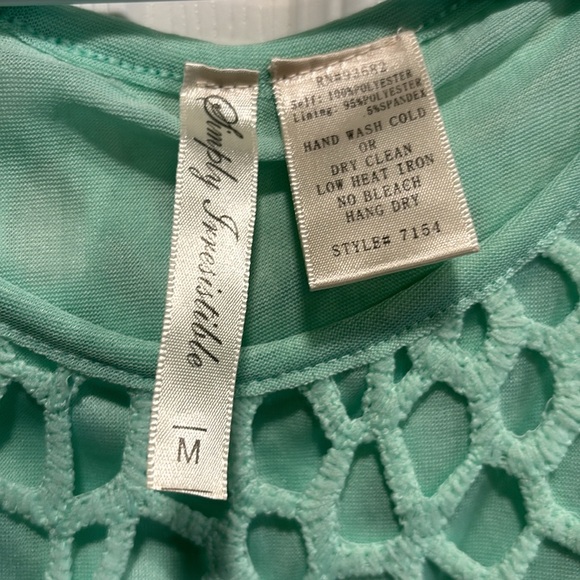 Simply Irresistible
M
RN#93682
Self: 100%POLYESTER
Lining: 95%POLYESTER
5%SPANDEX
HAND WASH COLD
OR
DRY CLEAN
LOW HEAT IRON
NO BLEACH
HANG DRY
STYLE# 7154